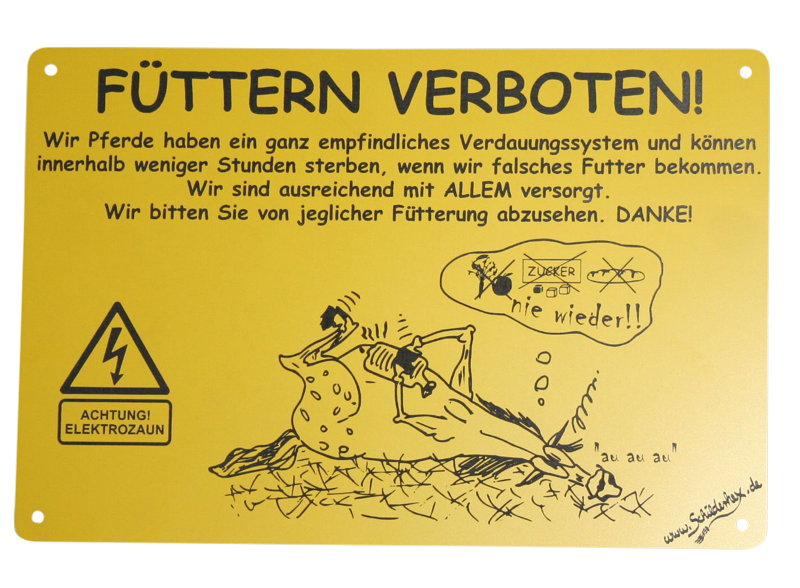 FÜTTERN VERBOTEN!
Wir Pferde haben ein ganz empfindliches Verdauungssystem und können
innerhalb weniger Stunden sterben, wenn wir falsches Futter bekommen.
Wir sind ausreichend mit ALLEM versorgt.
Wir bitten Sie von jeglicher Fütterung abzusehen. DANKE!
ZUCKER
nie wieder!!
ACHTUNG!
ELEKTROZAUN
"au au au"
www.Schilderhex.de